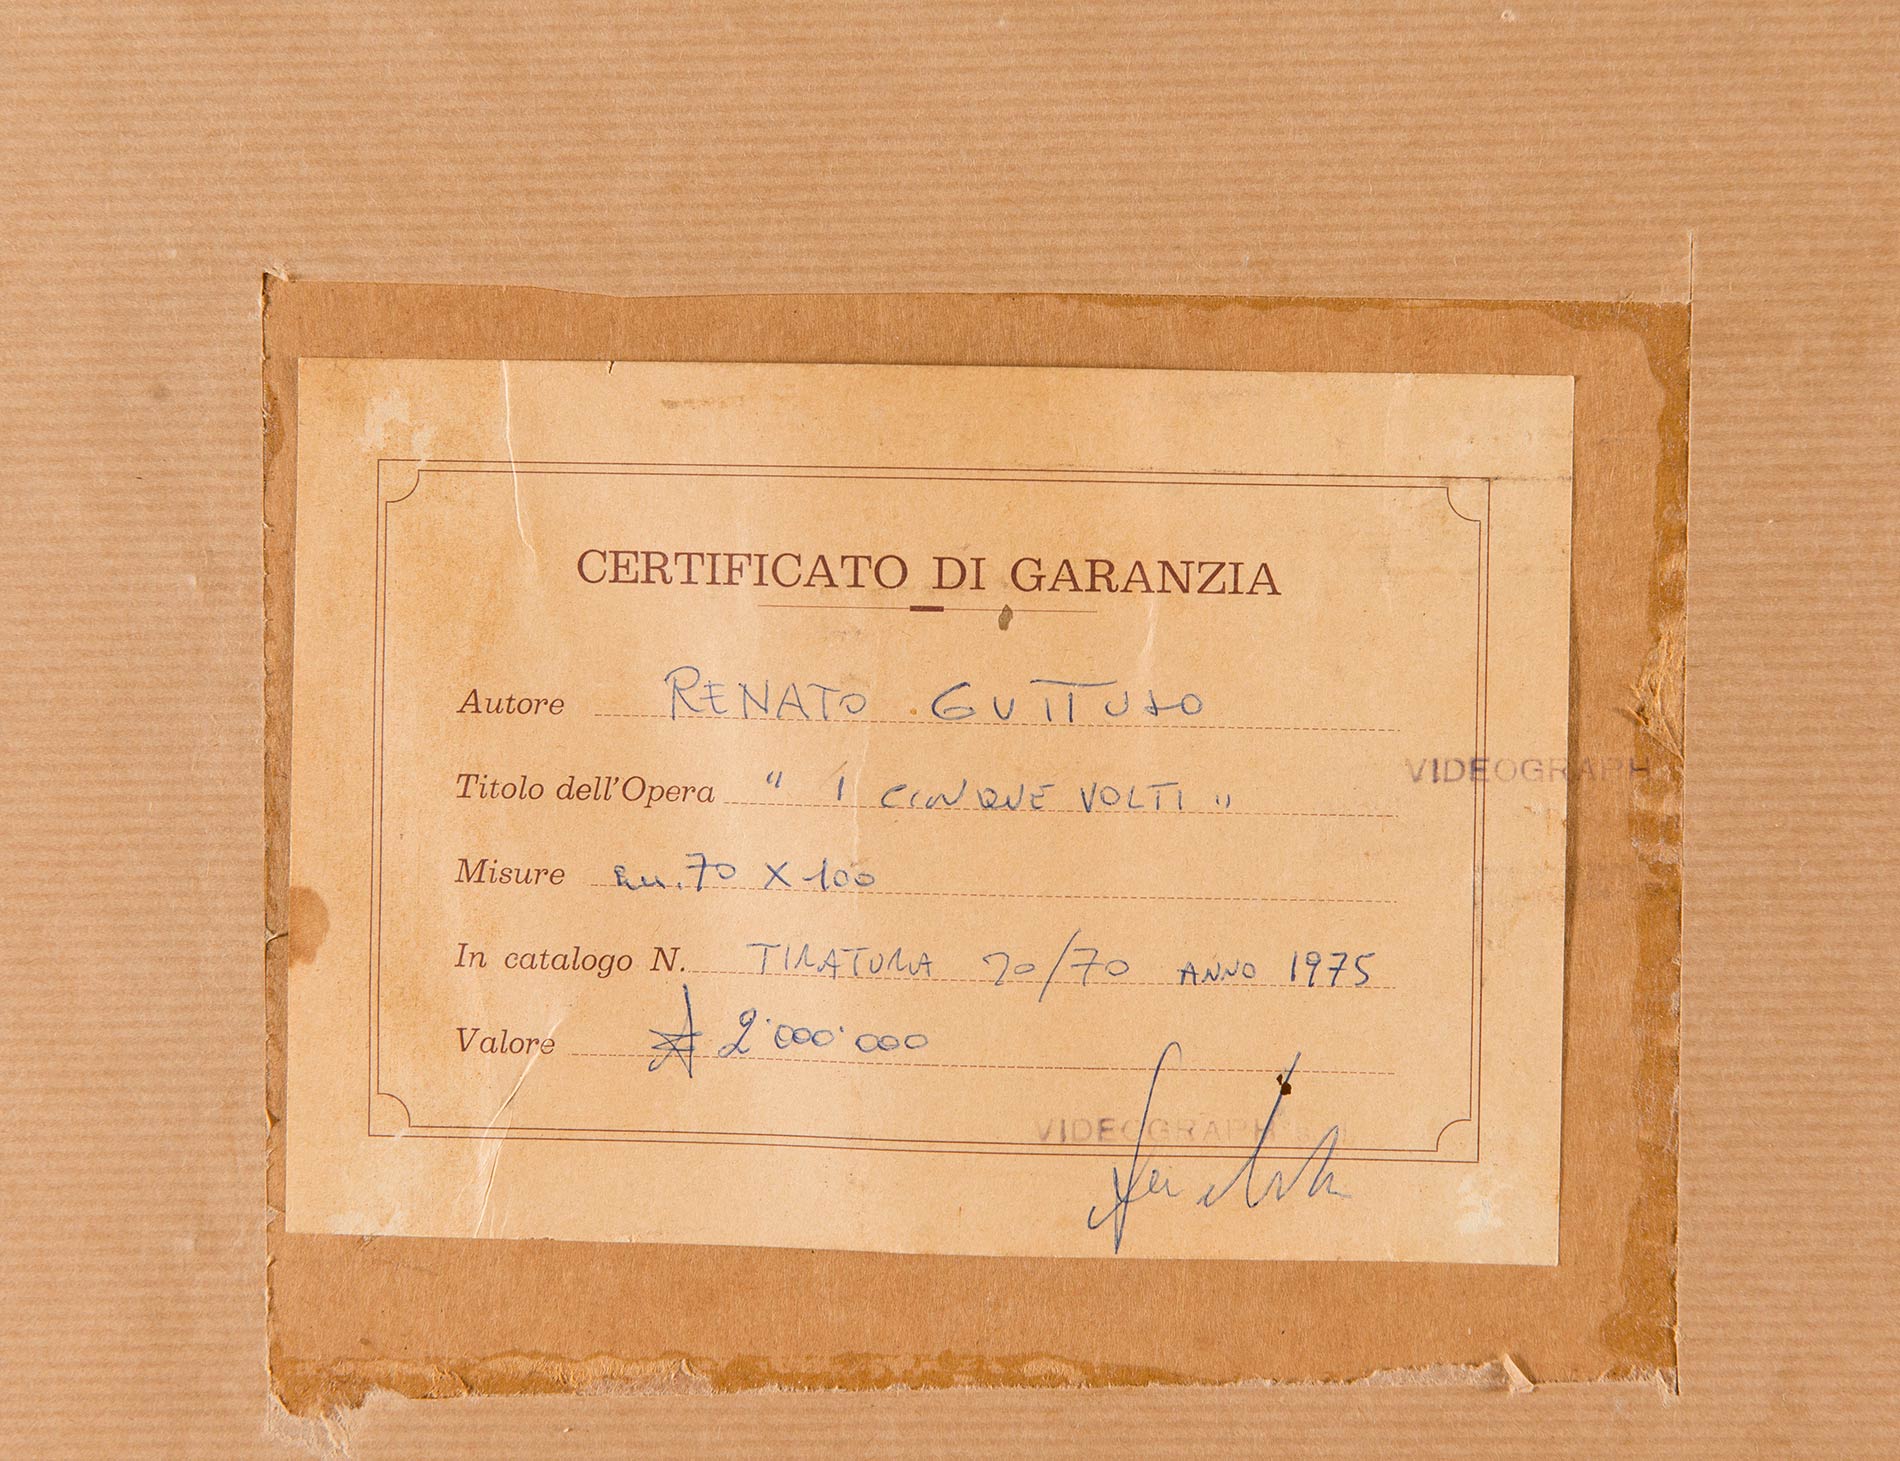 CERTIFICATO DI GARANZIA
Autore RENATO GUTTUSO
Titolo dell'Opera " I CINQUE VOLTI "
VIDEOGRAPH
Misure cm. 70 X 100
In catalogo N. TIRATURA 70/70 ANNO 1975
Valore £ 2.000.000
VIDEOGRAPH s.r.l